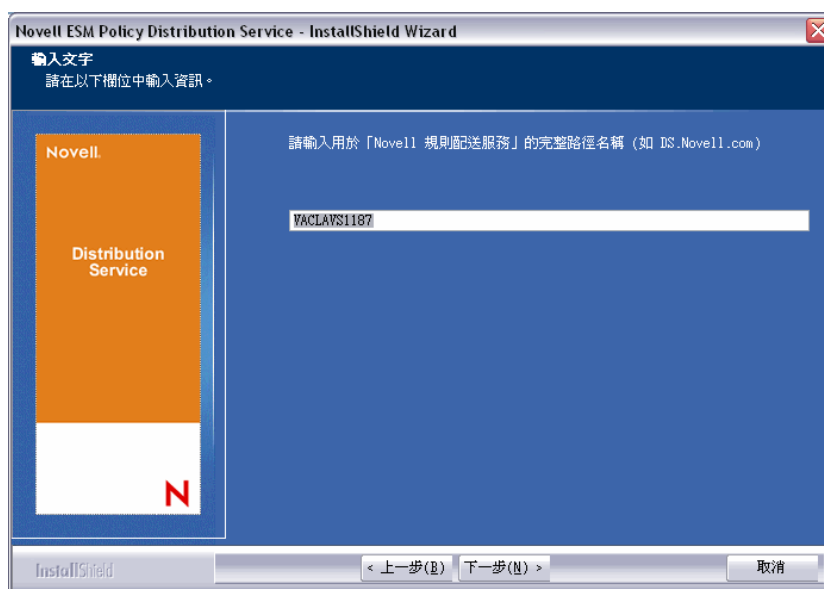 Novell ESM Policy Distribution Service - InstallShield Wizard
輸入文字
請在以下欄位中輸入資訊。
Novell.
Distribution
Service
N
請輸入用於「Novell 規則配送服務」的完整路徑名稱 (如 DS.Novell.com)
VACLAVS1187
InstallShield
< 上一步(B)
下一步(N) >
取消